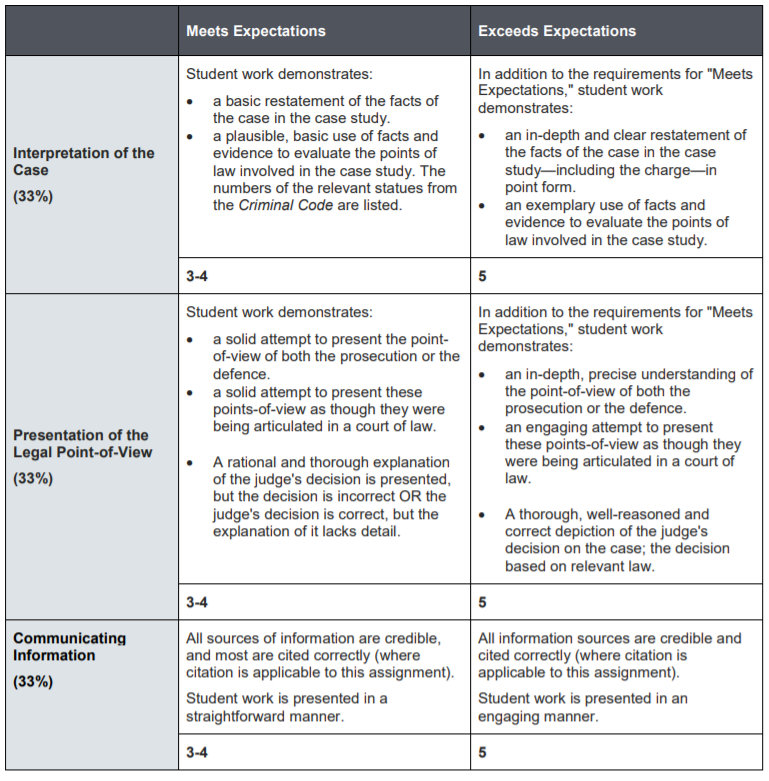 Meets Expectations
Exceeds Expectations
Interpretation of the
Case
(33%)
Student work demonstrates:
• a basic restatement of the facts of
the case in the case study.
• a plausible, basic use of facts and
evidence to evaluate the points of
law involved in the case study. The
numbers of the relevant statues from
the Criminal Code are listed.
In addition to the requirements for "Meets
Expectations," student work
demonstrates:
• an in-depth and clear restatement of
the facts of the case in the case
study—including the charge—in
point form.
• an exemplary use of facts and
evidence to evaluate the points of
law involved in the case study.
3-4
5
Presentation of the
Legal Point-of-View
(33%)
Student work demonstrates:
• a solid attempt to present the point-
of-view of both the prosecution or the
defence.
• a solid attempt to present these
points-of-view as though they were
being articulated in a court of law.
• A rational and thorough explanation
of the judge's decision is presented,
but the decision is incorrect OR the
judge's decision is correct, but the
explanation of it lacks detail.
In addition to the requirements for "Meets
Expectations," student work
demonstrates:
• an in-depth, precise understanding of
the point-of-view of both the
prosecution or the defence.
• an engaging attempt to present
these points-of-view as though they
were being articulated in a court of
law.
• A thorough, well-reasoned and
correct depiction of the judge's
decision on the case; the decision
based on relevant law.
3-4
5
Communicating
Information
(33%)
All sources of information are credible,
and most are cited correctly (where
citation is applicable to this assignment).
Student work is presented in a
straightforward manner.
All information sources are credible and
cited correctly (where citation is
applicable to this assignment).
Student work is presented in an
engaging manner.
3-4
5